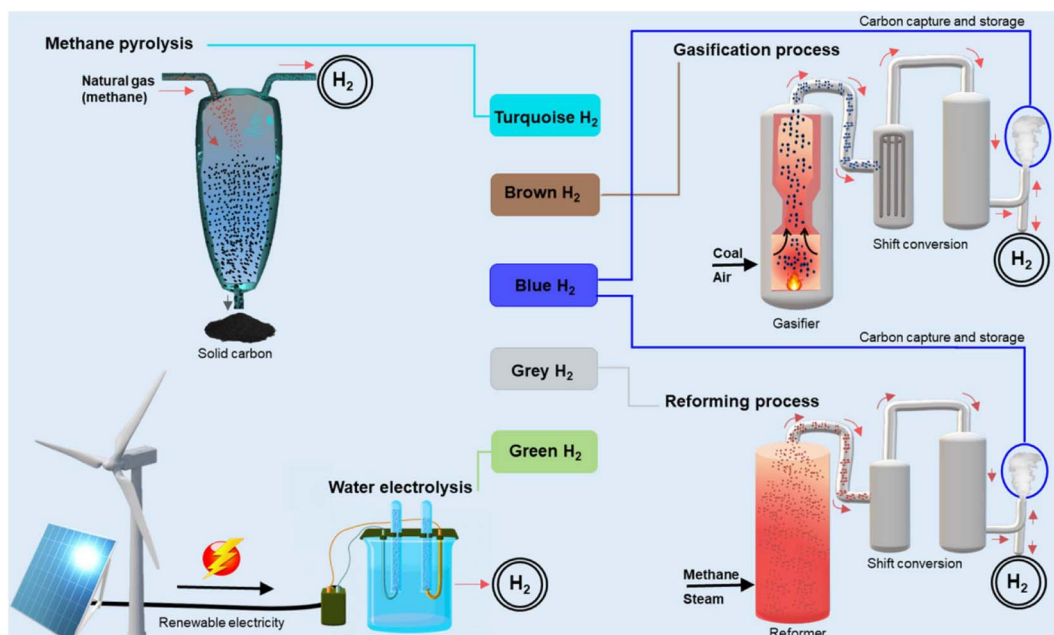 Methane pyrolysis
Natural gas
(methane)
H2
Solid carbon
Turquoise H2
Brown H2
Blue H2
Grey H2
Green H2
Carbon capture and storage
Gasification process
Coal
Air
Gasifier
Shift conversion
H2
Carbon capture and storage
Reforming process
Methane
Steam
Reformer
Shift conversion
H2
Water electrolysis
Renewable electricity
H2